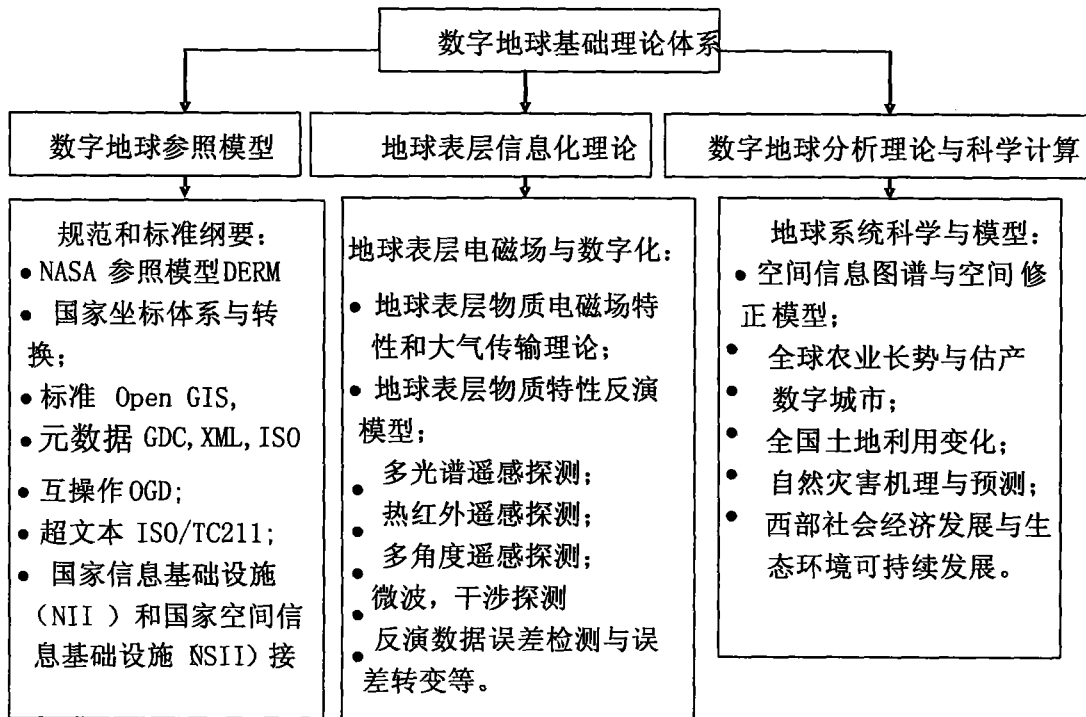 数字地球基础理论体系
数字地球参照模型
地球表层信息化理论
数字地球分析理论与科学计算
规范和标准纲要：
• NASA 参照模型DERM
• 国家坐标体系与转
换；
• 标准 Open GIS,
• 元数据 GDC,XML,ISO
• 互操作OGD;
• 超文本 ISO/TC211;
• 国家信息基础设施
（NII ）和国家空间信
息基础设施 NSII）接
地球表层电磁场与数字化：
• 地球表层物质电磁场特
性和大气传输理论；
• 地球表层物质特性反演
模型；
• 多光谱遥感探测；
• 热红外遥感探测；
• 多角度遥感探测；
• 微波，干涉探测
• 反演数据误差检测与误
差转变等。
地球系统科学与模型：
• 空间信息图谱与空间修
正模型；
• 全球农业长势与估产
• 数字城市；
• 全国土地利用变化；
• 自然灾害机理与预测；
• 西部社会经济发展与生
态环境可持续发展。